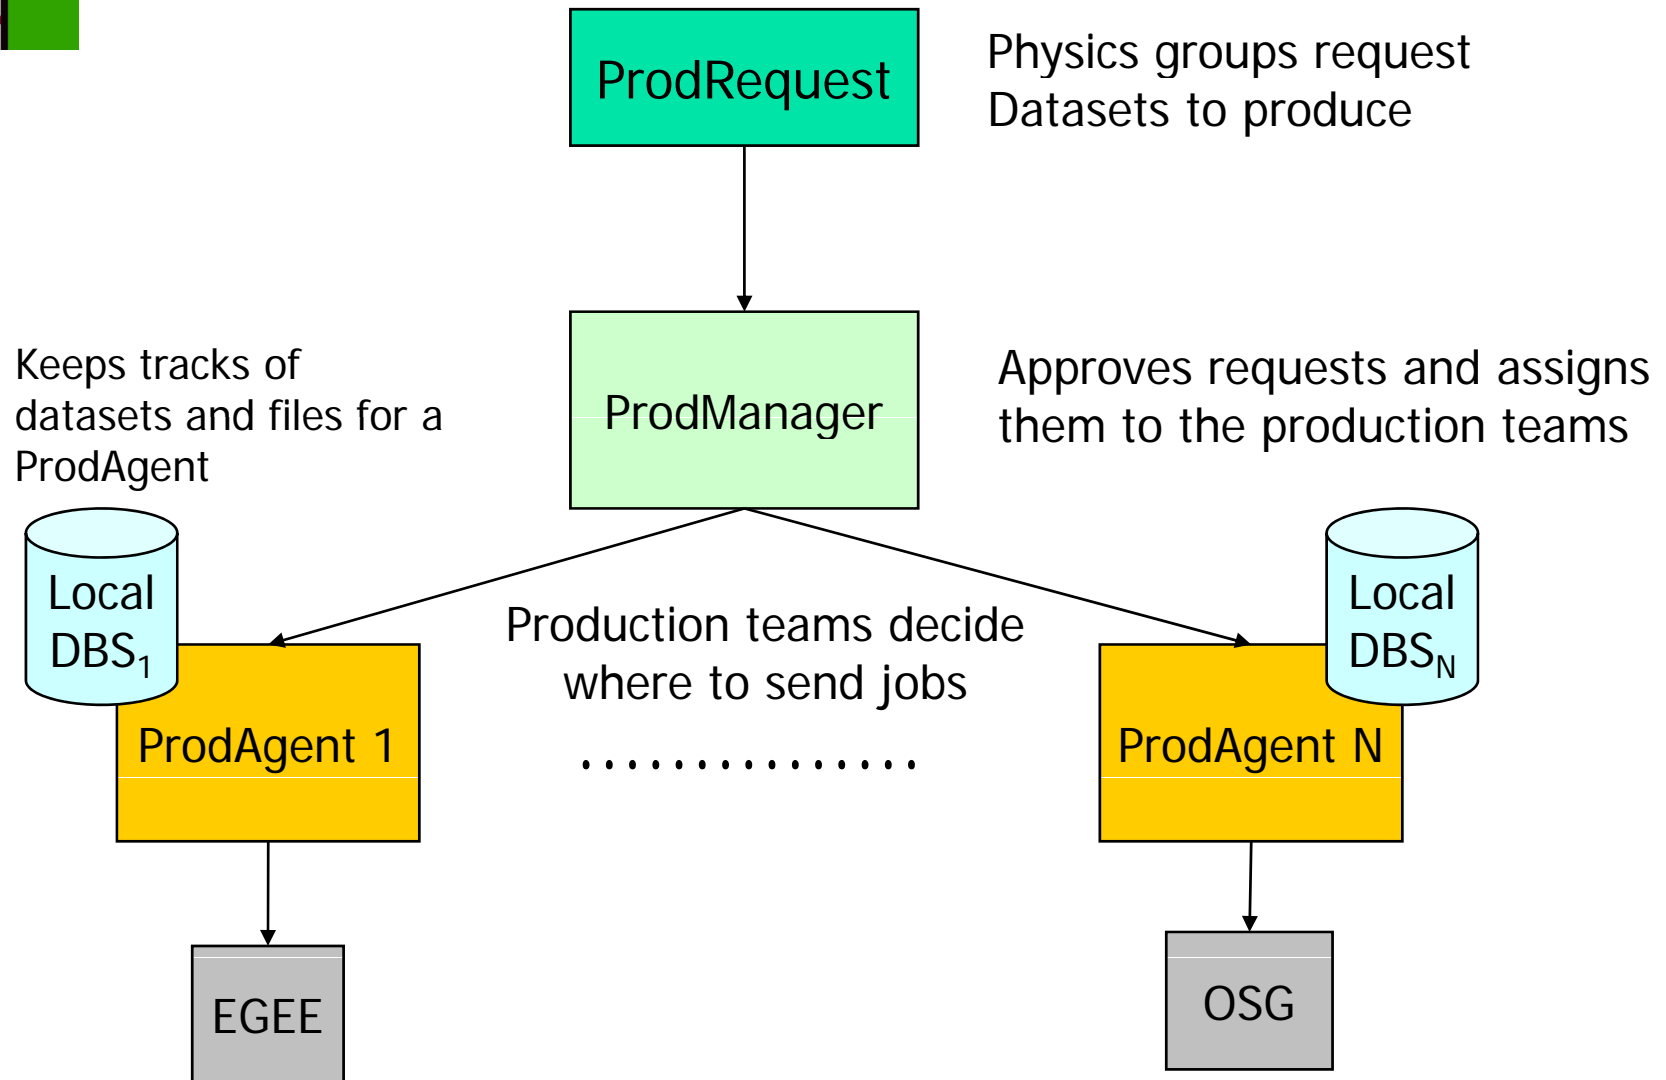 ProdRequest
Physics groups request
Datasets to produce
Keeps tracks of
datasets and files for a
ProdAgent
ProdManager
Approves requests and assigns
them to the production teams
Local
DBS₁
Production teams decide
where to send jobs
Local
DBS_N
ProdAgent 1
...............
ProdAgent N
EGEE
OSG